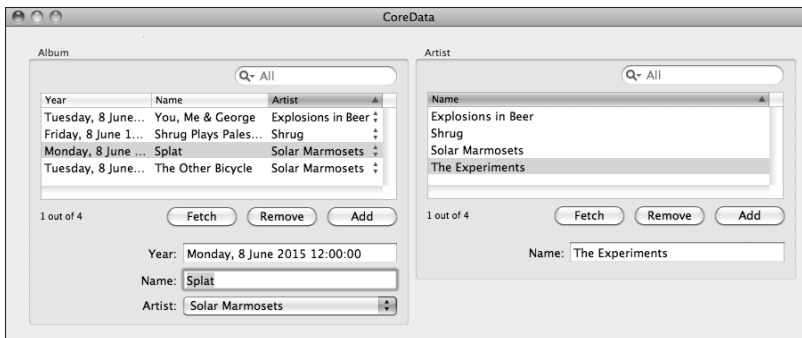 CoreData
Album
All
Year Name Artist
Tuesday, 8 June... You, Me & George Explosions in Beer
Friday, 8 June 1... Shrug Plays Pales... Shrug
Monday, 8 June ... Splat Solar Marmosets
Tuesday, 8 June... The Other Bicycle Solar Marmosets
1 out of 4 Fetch Remove Add
Year: Monday, 8 June 2015 12:00:00
Name: Splat
Artist: Solar Marmosets
Artist
All
Name
Explosions in Beer
Shrug
Solar Marmosets
The Experiments
1 out of 4 Fetch Remove Add
Name: The Experiments